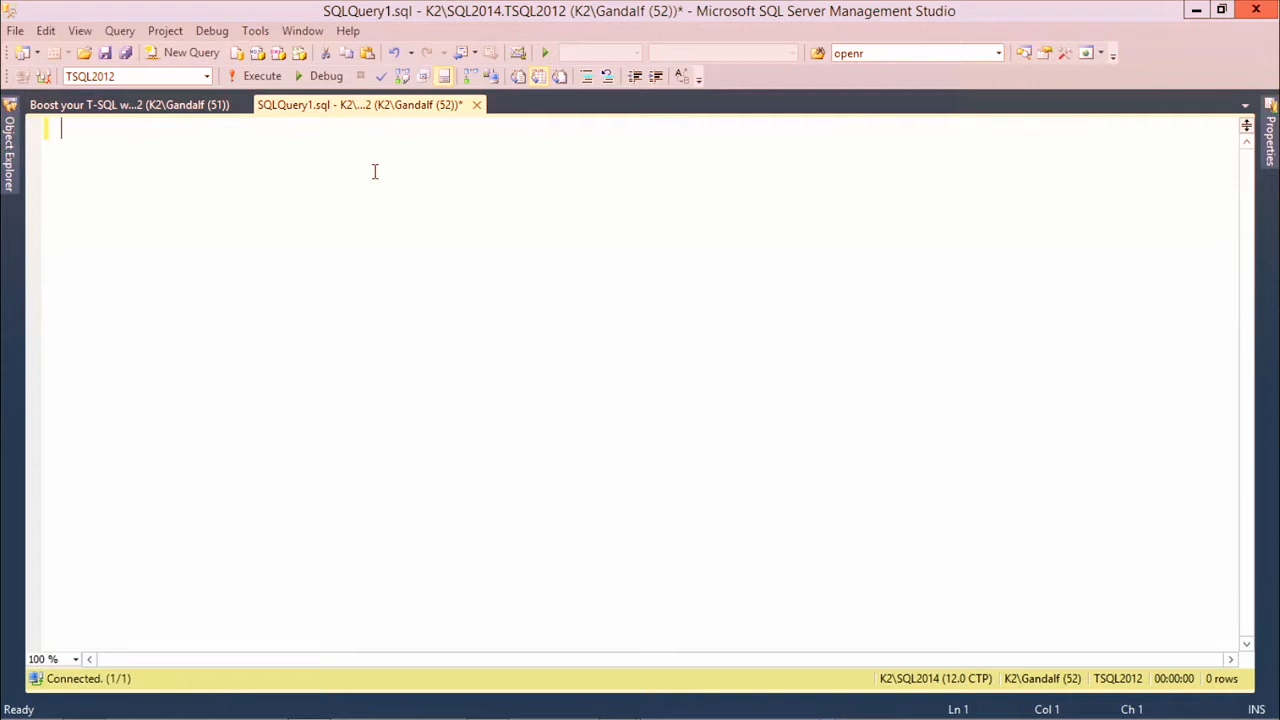 SQLQuery1.sql - K2\SQL2014.TSQL2012 (K2\Gandalf (52))* - Microsoft SQL Server Management Studio
File Edit View Query Project Debug Tools Window Help
New Query openr
TSQL2012 Execute Debug
Boost your T-SQL w...2 (K2\Gandalf (51)) SQLQuery1.sql - K2\...2 (K2\Gandalf (52))*
Object Explorer
Properties
100 %
Connected. (1/1) K2\SQL2014 (12.0 CTP) K2\Gandalf (52) TSQL2012 00:00:00 0 rows
Ready Ln 1 Col 1 Ch 1 INS